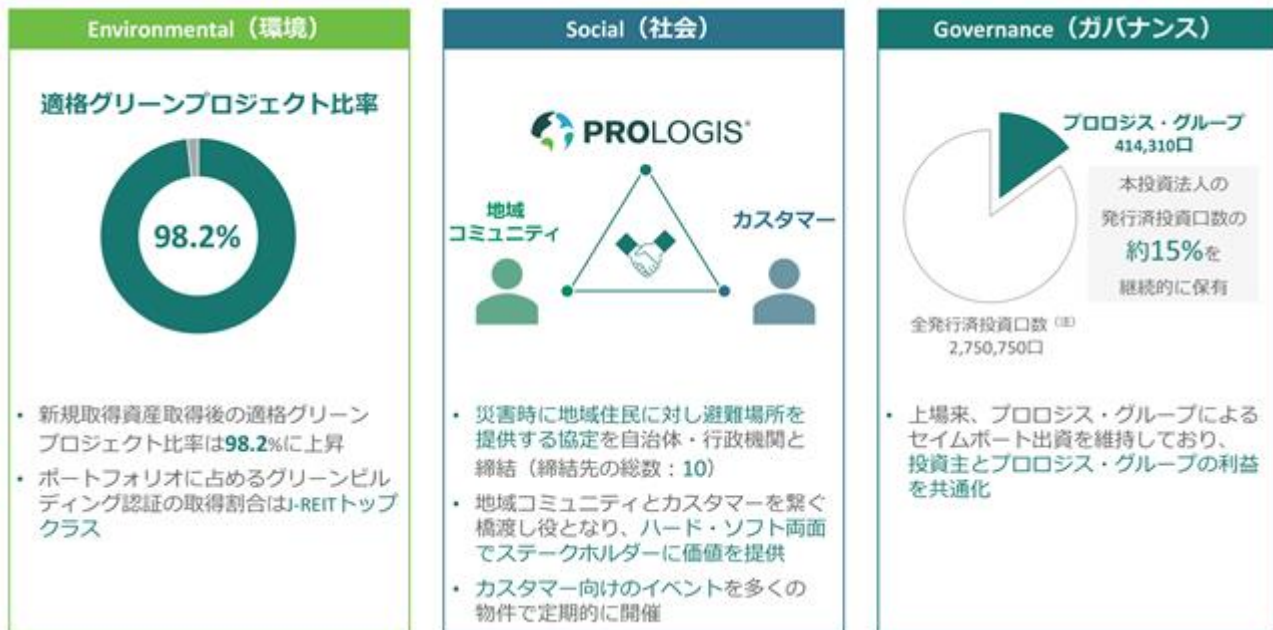 Environmental（環境）
適格グリーンプロジェクト比率
98.2%
• 新規取得資産取得後の適格グリーン
プロジェクト比率は98.2%に上昇
• ポートフォリオに占めるグリーンビル
ディング認証の取得割合はJ-REITトップ
クラス
Social（社会）
PROLOGIS®
地域
コミュニティ
カスタマー
• 災害時に地域住民に対し避難場所を
提供する協定を自治体・行政機関と
締結（締結先の総数：10）
• 地域コミュニティとカスタマーを繋ぐ
橋渡し役となり、ハード・ソフト両面
でステークホルダーに価値を提供
• カスタマー向けのイベントを多くの
物件で定期的に開催
Governance（ガバナンス）
プロロジス・グループ
414,310口
本投資法人の
発行済投資口数の
約15%を
継続的に保有
全発行済投資口数（注）
2,750,750口
• 上場来、プロロジス・グループによる
セイムボート出資を維持しており、
投資主とプロロジス・グループの利益
を共通化